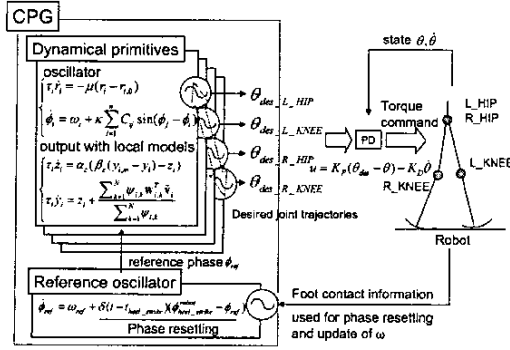 CPG
Dynamical primitives
oscillator
τ_i ṙ_i = −μ(r_i − r_{i,0})
φ̇_i = ω_i + κ Σ C_ij sin(φ_j − φ_i)
output with local models
τ_i ż_i = α_z(β_z(y_{i,m} − y_i) − z_i)
τ_i ẏ_i = z_i + Σ_{k=1}^{N} ψ_{i,k} w_{i,k}^T ṽ_i / Σ_{k=1}^{N} ψ_{i,k}
θ_des_L_HIP
θ_des_L_KNEE
θ_des_R_HIP
θ_des_R_KNEE
Desired joint trajectories
reference phase φ_ref
Reference oscillator
φ̇_ref = ω_ref + δ(t − t_heel_strike)(φ_heel_strike^robot − φ_ref)
Phase resetting
state θ, θ̇
PD
Torque
command
u = K_P(θ_des − θ) − K_D θ̇
L_HIP
R_HIP
L_KNEE
R_KNEE
Robot
Foot contact information
used for phase resetting
and update of ω